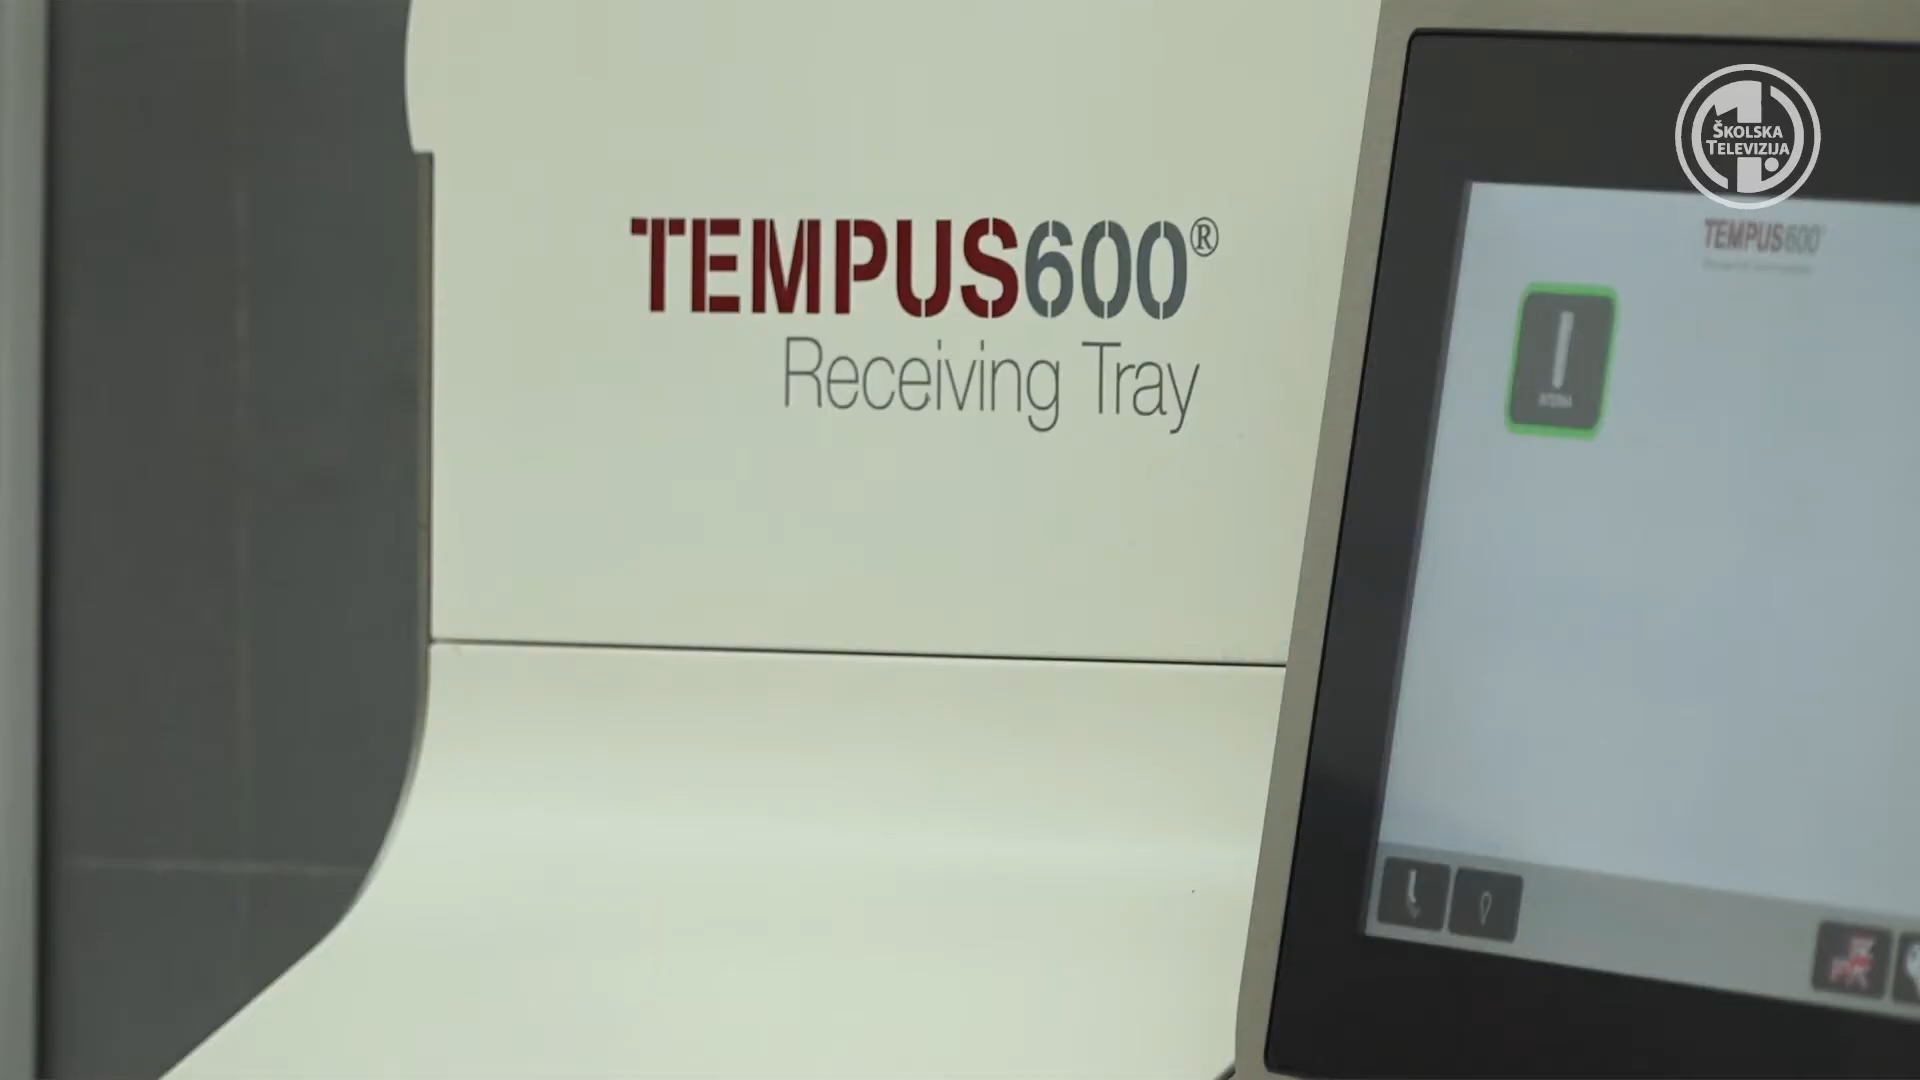 ŠKOLSKA
TELEVIZIJA
TEMPUS600®
Receiving Tray
TEMPUS600